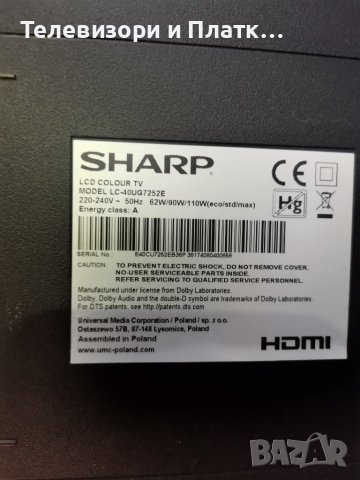 Телевизори и Платк...
SHARP
LCD COLOUR TV
MODEL LC-40UG7252E
220-240V ~ 50Hz 62W/90W/110W(eco/std/max)
Energy class: A
CE
Hg
SERIAL No. E40CU7252EB38P 36174090400658
CAUTION: TO PREVENT ELECTRIC SHOCK, DO NOT REMOVE COVER.
NO-USER SERVICEABLE PARTS INSIDE.
REFER SERVICING TO QUALIFIED SERVICE PERSONNEL.
Manufactured under license from Dolby Laboratories.
Dolby, Dolby Audio and the double-D symbol are trademarks of Dolby Laboratories.
For DTS patents, see http://patents.dts.com
Universal Media Corporation / Poland / sp. z o.o.
Ostaszewo 57B, 87-148 Lysomice, Poland
Assembled in Poland
www.umc-poland.com
HDMI
BAZAR